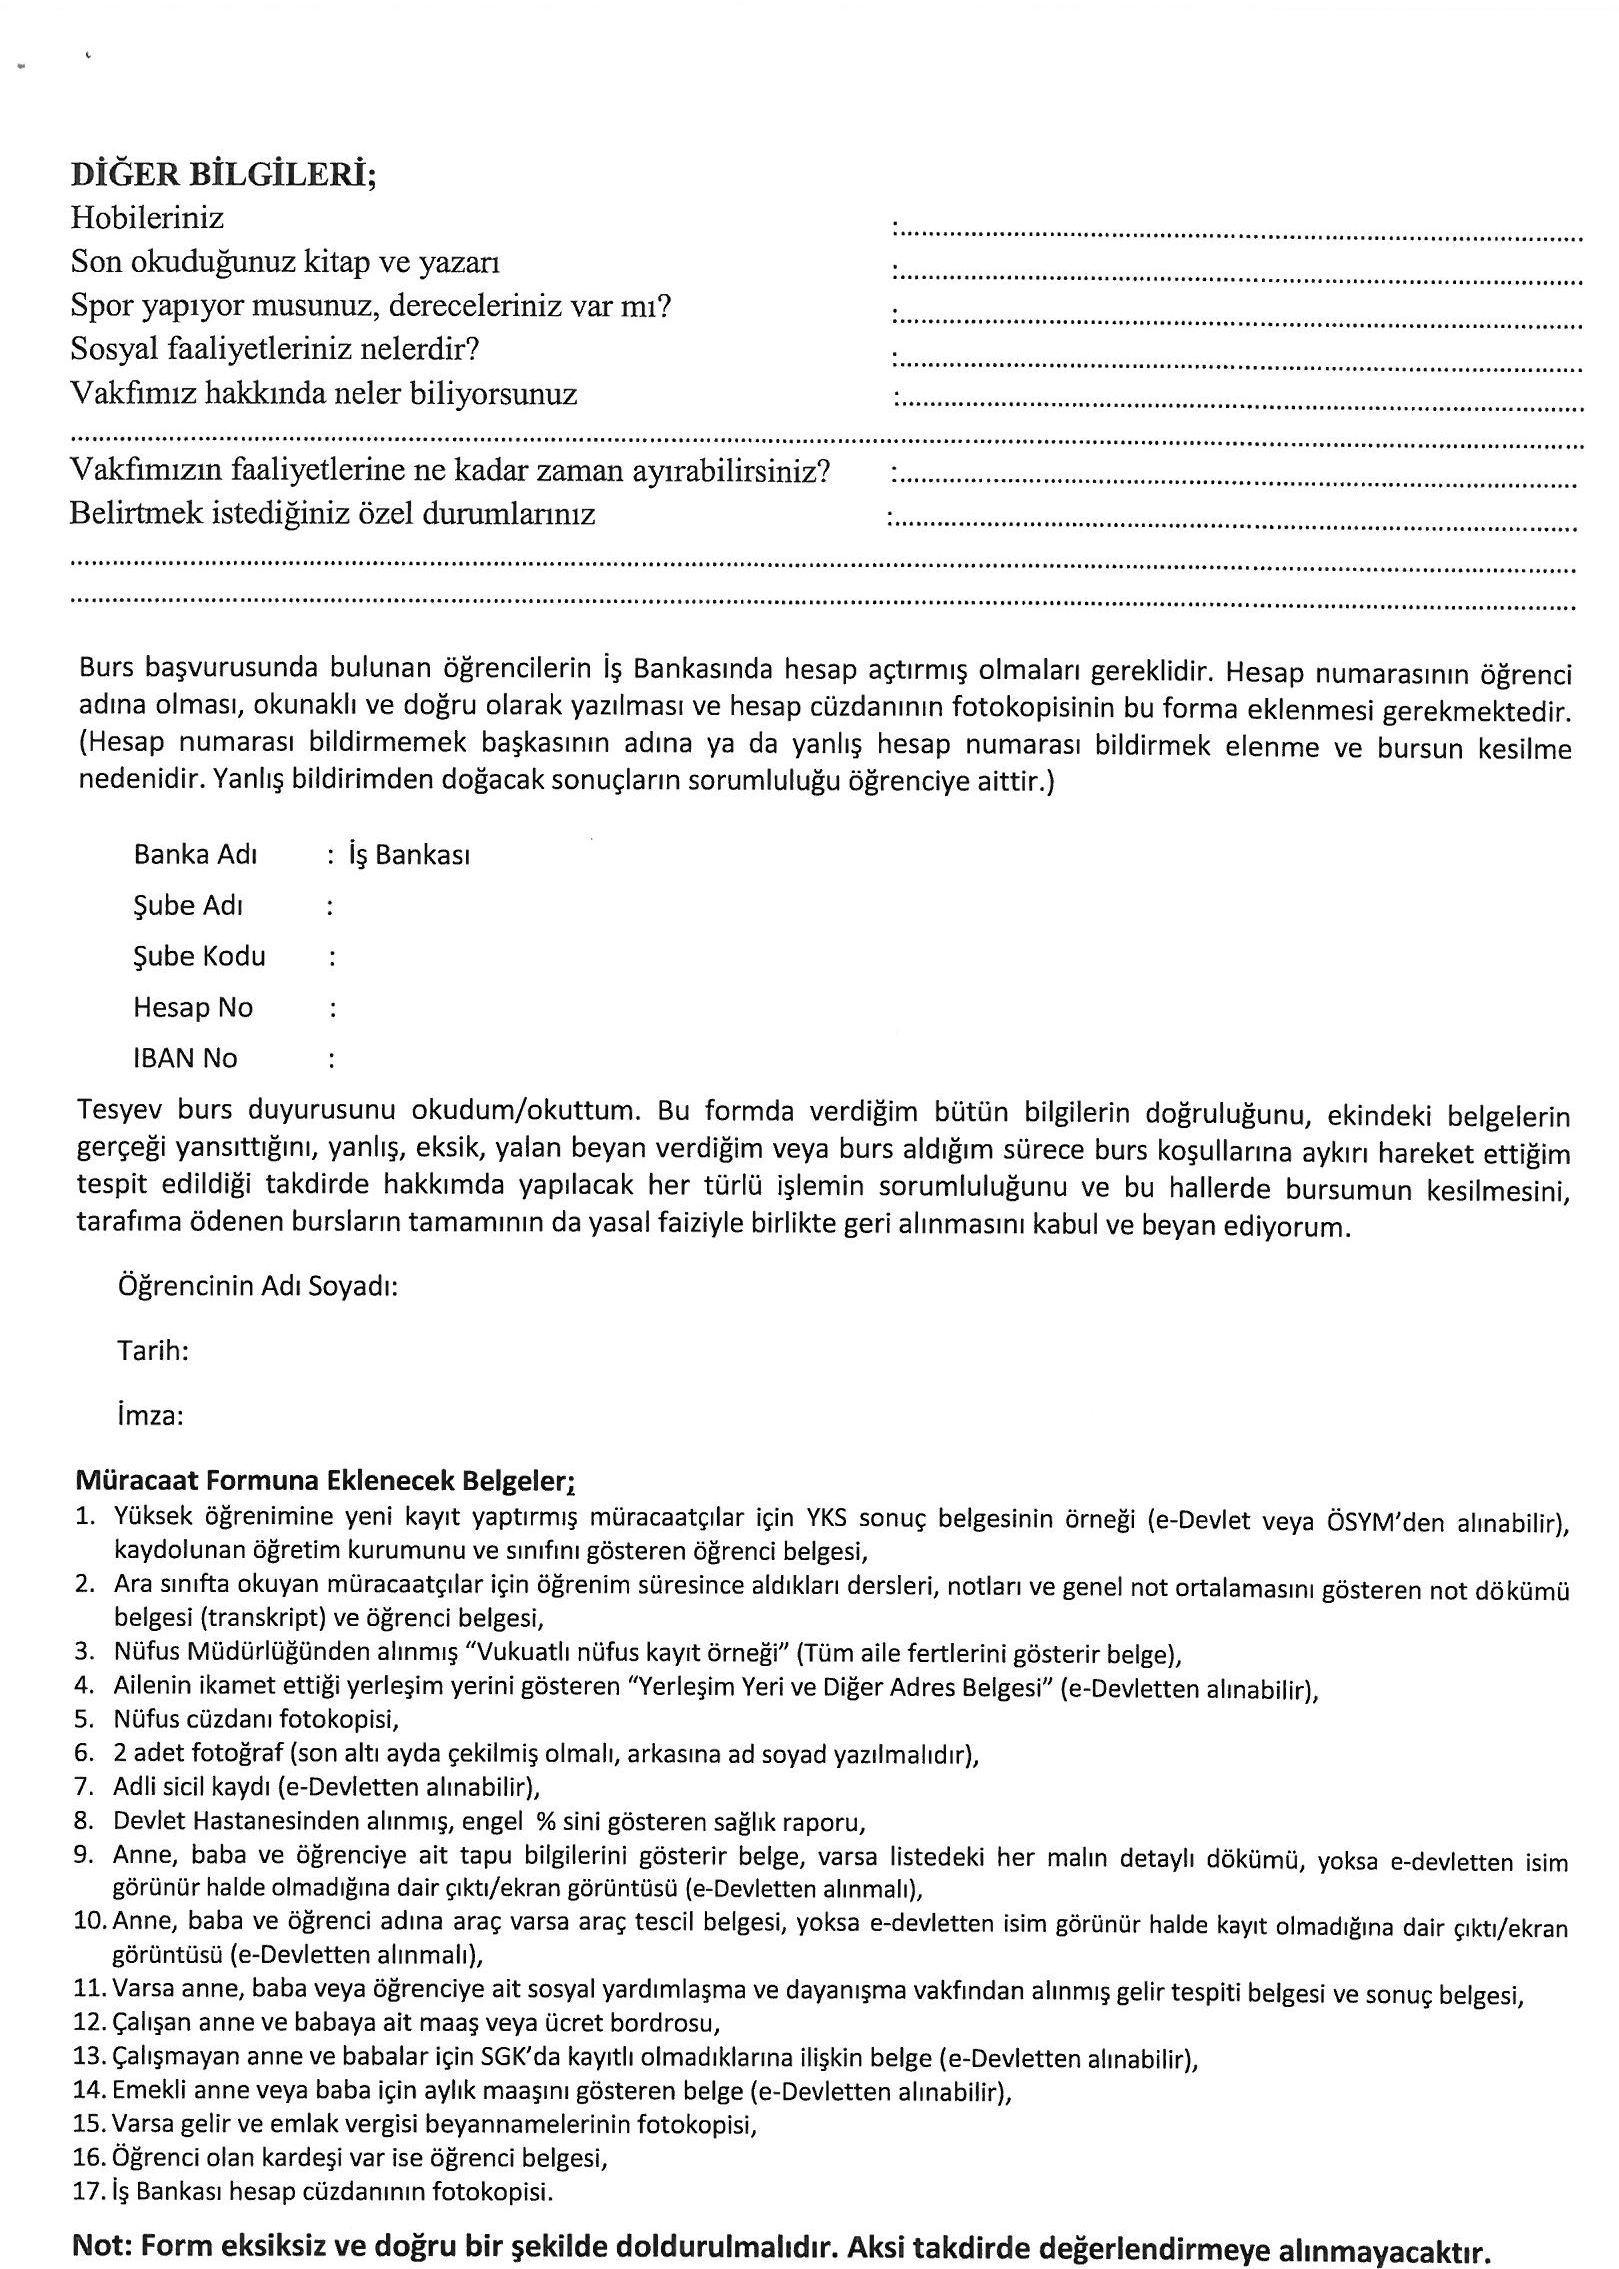 DİĞER BİLGİLERİ;
Hobileriniz :
Son okuduğunuz kitap ve yazarı :
Spor yapıyor musunuz, dereceleriniz var mı? :
Sosyal faaliyetleriniz nelerdir? :
Vakfımız hakkında neler biliyorsunuz :
Vakfımızın faaliyetlerine ne kadar zaman ayırabilirsiniz? :
Belirtmek istediğiniz özel durumlarınız :
Burs başvurusunda bulunan öğrencilerin İş Bankasında hesap açtırmış olmaları gereklidir. Hesap numarasının öğrenci
adına olması, okunaklı ve doğru olarak yazılması ve hesap cüzdanının fotokopisinin bu forma eklenmesi gerekmektedir.
(Hesap numarası bildirmemek başkasının adına ya da yanlış hesap numarası bildirmek elenme ve bursun kesilme
nedenidir. Yanlış bildirimden doğacak sonuçların sorumluluğu öğrenciye aittir.)
Banka Adı : İş Bankası
Şube Adı :
Şube Kodu :
Hesap No :
IBAN No :
Tesyev burs duyurusunu okudum/okuttum. Bu formda verdiğim bütün bilgilerin doğruluğunu, ekindeki belgelerin
gerçeği yansıttığını, yanlış, eksik, yalan beyan verdiğim veya burs aldığım sürece burs koşullarına aykırı hareket ettiğim
tespit edildiği takdirde hakkımda yapılacak her türlü işlemin sorumluluğunu ve bu hallerde bursumun kesilmesini,
tarafıma ödenen bursların tamamının da yasal faiziyle birlikte geri alınmasını kabul ve beyan ediyorum.
Öğrencinin Adı Soyadı:
Tarih:
İmza:
Müracaat Formuna Eklenecek Belgeler;
1. Yüksek öğrenimine yeni kayıt yaptırmış müracaatçılar için YKS sonuç belgesinin örneği (e-Devlet veya ÖSYM'den alınabilir),
kaydolunan öğretim kurumunu ve sınıfını gösteren öğrenci belgesi,
2. Ara sınıfta okuyan müracaatçılar için öğrenim süresince aldıkları dersleri, notları ve genel not ortalamasını gösteren not dökümü
belgesi (transkript) ve öğrenci belgesi,
3. Nüfus Müdürlüğünden alınmış "Vukuatlı nüfus kayıt örneği" (Tüm aile fertlerini gösterir belge),
4. Ailenin ikamet ettiği yerleşim yerini gösteren "Yerleşim Yeri ve Diğer Adres Belgesi" (e-Devletten alınabilir),
5. Nüfus cüzdanı fotokopisi,
6. 2 adet fotoğraf (son altı ayda çekilmiş olmalı, arkasına ad soyad yazılmalıdır),
7. Adli sicil kaydı (e-Devletten alınabilir),
8. Devlet Hastanesinden alınmış, engel % sini gösteren sağlık raporu,
9. Anne, baba ve öğrenciye ait tapu bilgilerini gösterir belge, varsa listedeki her malın detaylı dökümü, yoksa e-devletten isim
görünür halde olmadığına dair çıktı/ekran görüntüsü (e-Devletten alınmalı),
10. Anne, baba ve öğrenci adına araç varsa araç tescil belgesi, yoksa e-devletten isim görünür halde kayıt olmadığına dair çıktı/ekran
görüntüsü (e-Devletten alınmalı),
11. Varsa anne, baba veya öğrenciye ait sosyal yardımlaşma ve dayanışma vakfından alınmış gelir tespiti belgesi ve sonuç belgesi,
12. Çalışan anne ve babaya ait maaş veya ücret bordrosu,
13. Çalışmayan anne ve babalar için SGK'da kayıtlı olmadıklarına ilişkin belge (e-Devletten alınabilir),
14. Emekli anne veya baba için aylık maaşını gösteren belge (e-Devletten alınabilir),
15. Varsa gelir ve emlak vergisi beyannamelerinin fotokopisi,
16. Öğrenci olan kardeşi var ise öğrenci belgesi,
17. İş Bankası hesap cüzdanının fotokopisi.
Not: Form eksiksiz ve doğru bir şekilde doldurulmalıdır. Aksi takdirde değerlendirmeye alınmayacaktır.